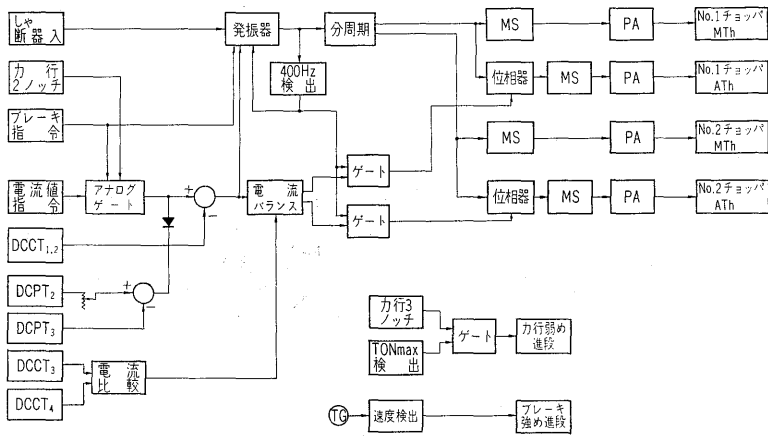 しゃ
断器入
発振器
分周期
MS
PA
No.1チョッパ
MTh
力行
2ノッチ
400Hz
検出
位相器
MS
PA
No.1チョッパ
ATh
ブレーキ
指令
MS
PA
No.2チョッパ
MTh
電流値
指令
アナログ
ゲート
+
−
電流
バランス
ゲート
ゲート
位相器
MS
PA
No.2チョッパ
ATh
DCCT1,2
DCPT2
+
−
DCPT3
DCCT3
電流
比較
DCCT4
力行3
ノッチ
TONmax
検出
ゲート
力行弱め
進段
TG
速度検出
ブレーキ
強め進段